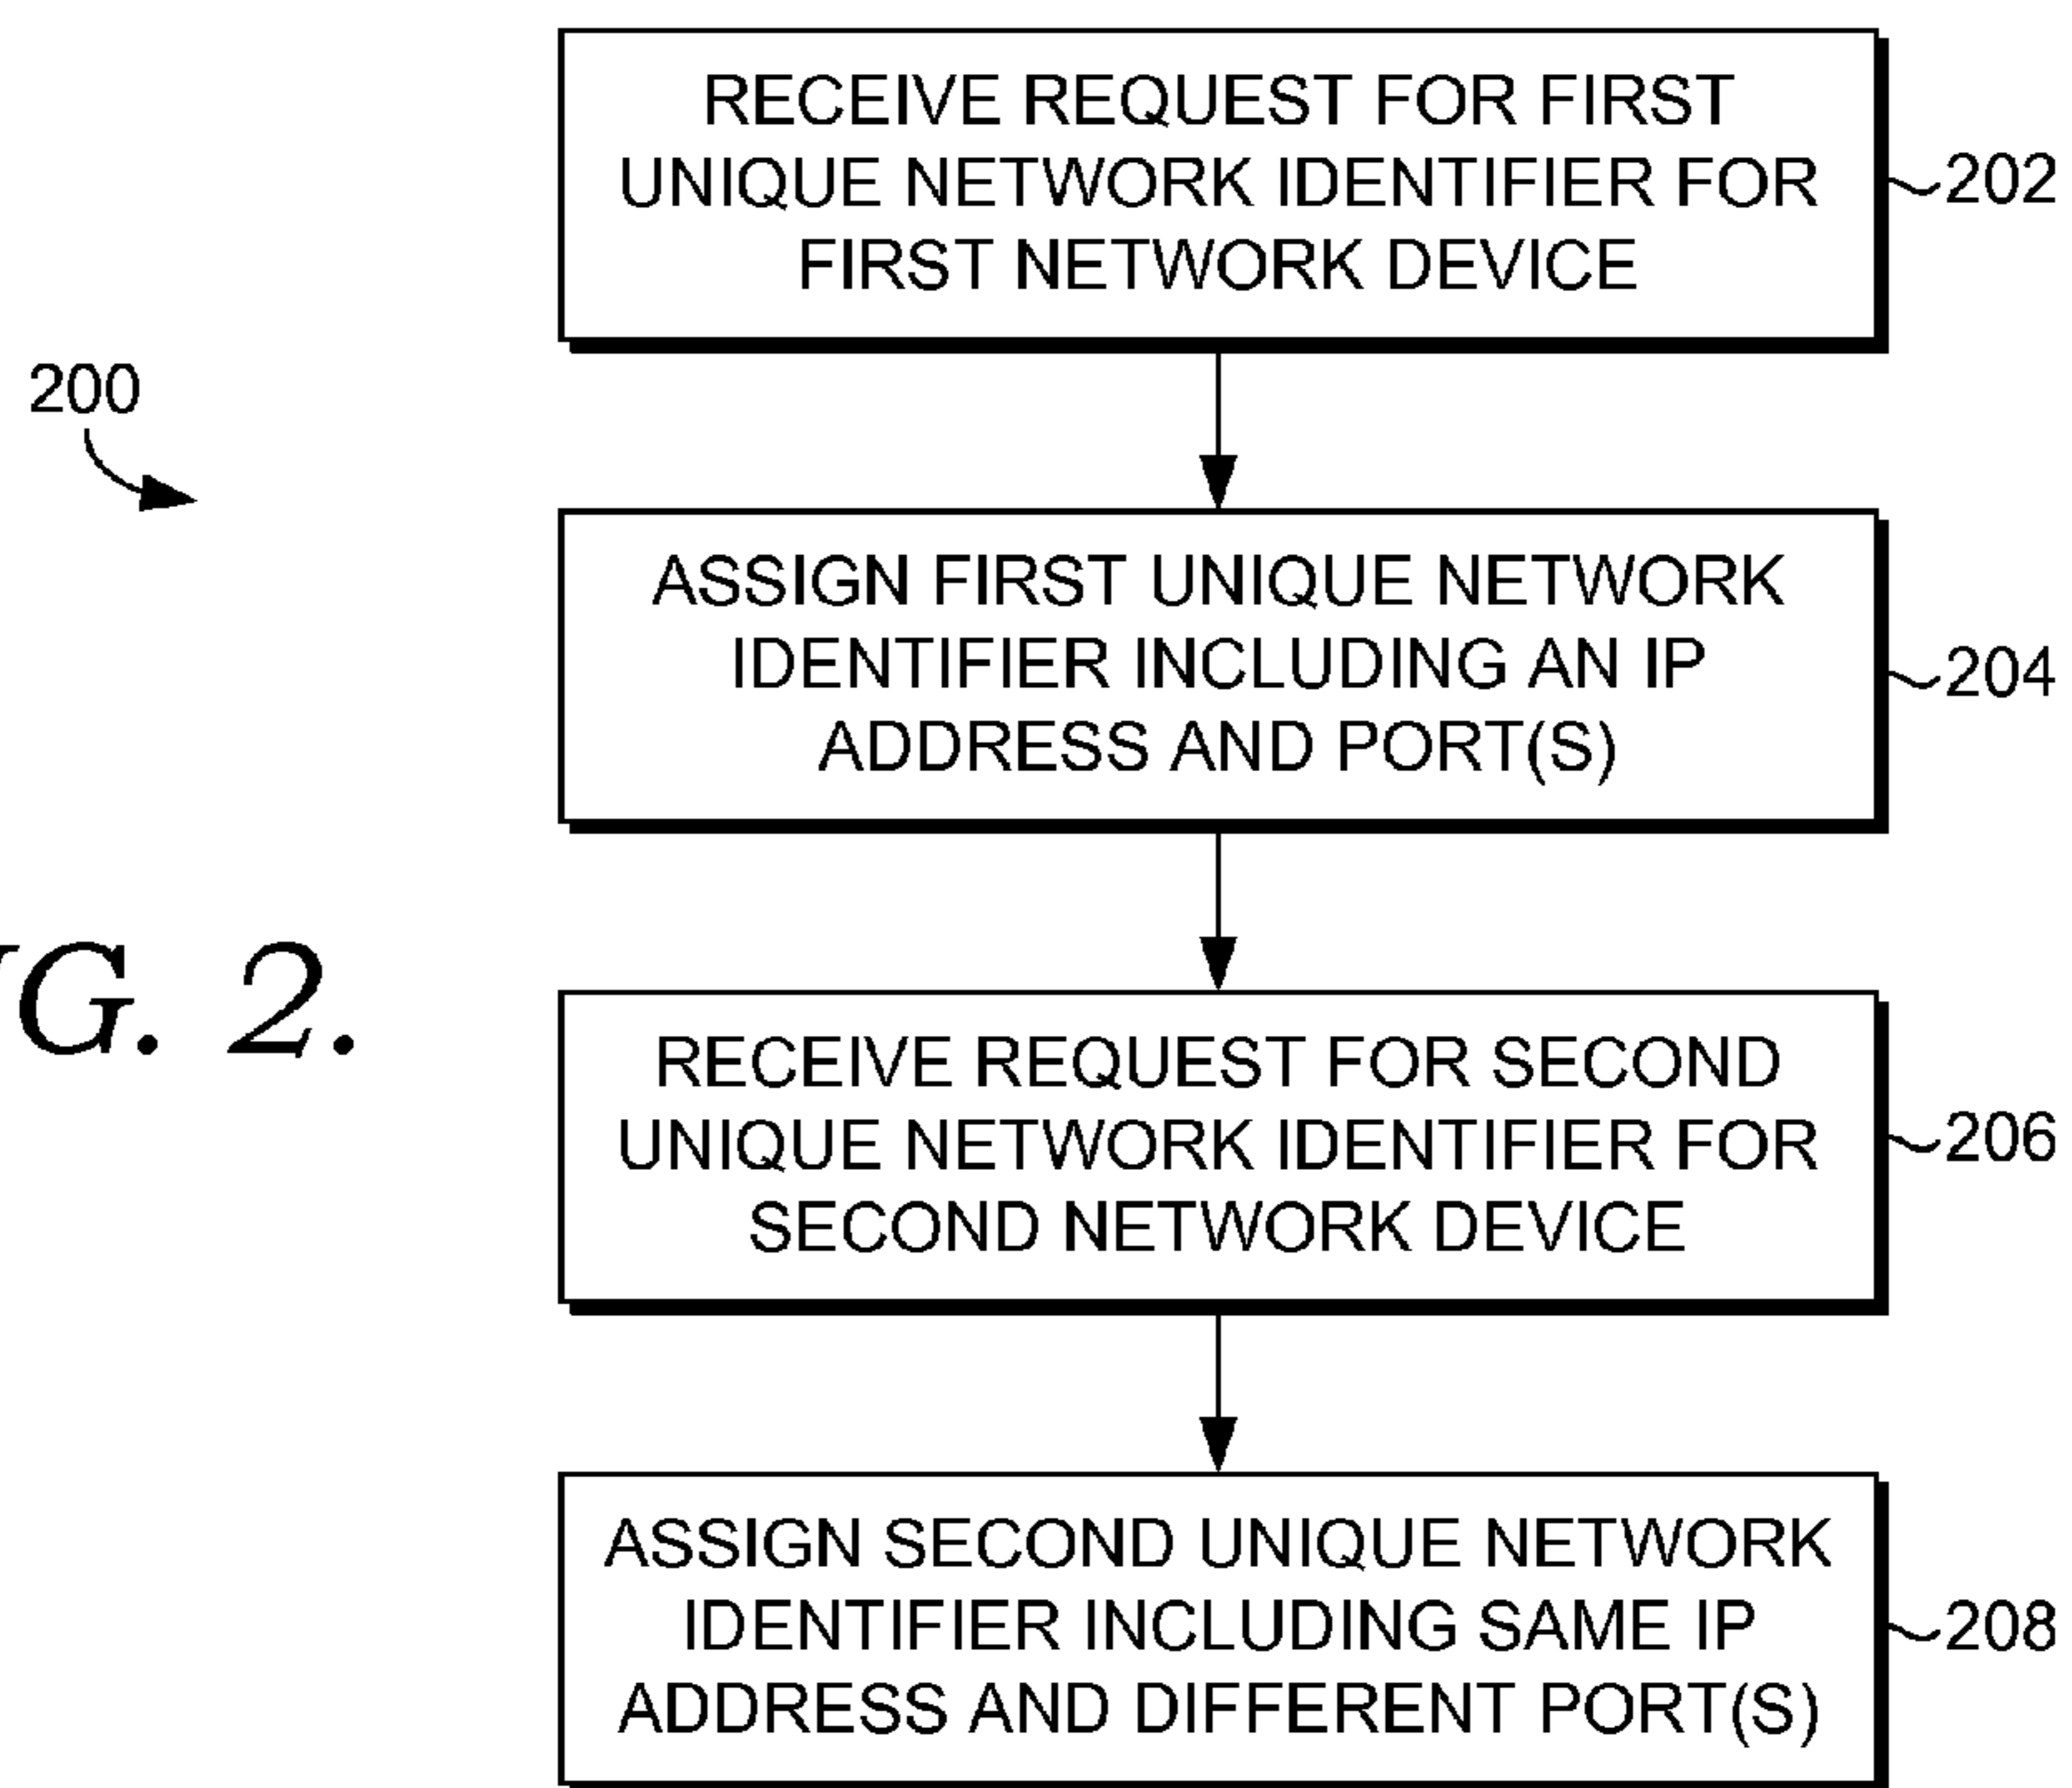 RECEIVE REQUEST FOR FIRST
UNIQUE NETWORK IDENTIFIER FOR
FIRST NETWORK DEVICE
202
200
ASSIGN FIRST UNIQUE NETWORK
IDENTIFIER INCLUDING AN IP
ADDRESS AND PORT(S)
204
G. 2.
RECEIVE REQUEST FOR SECOND
UNIQUE NETWORK IDENTIFIER FOR
SECOND NETWORK DEVICE
206
ASSIGN SECOND UNIQUE NETWORK
IDENTIFIER INCLUDING SAME IP
ADDRESS AND DIFFERENT PORT(S)
208